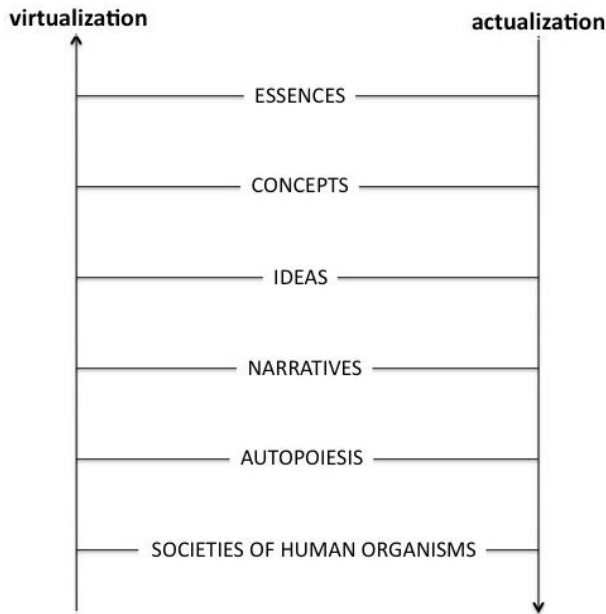 virtualization
actualization
ESSENCES
CONCEPTS
IDEAS
NARRATIVES
AUTOPOIESIS
SOCIETIES OF HUMAN ORGANISMS